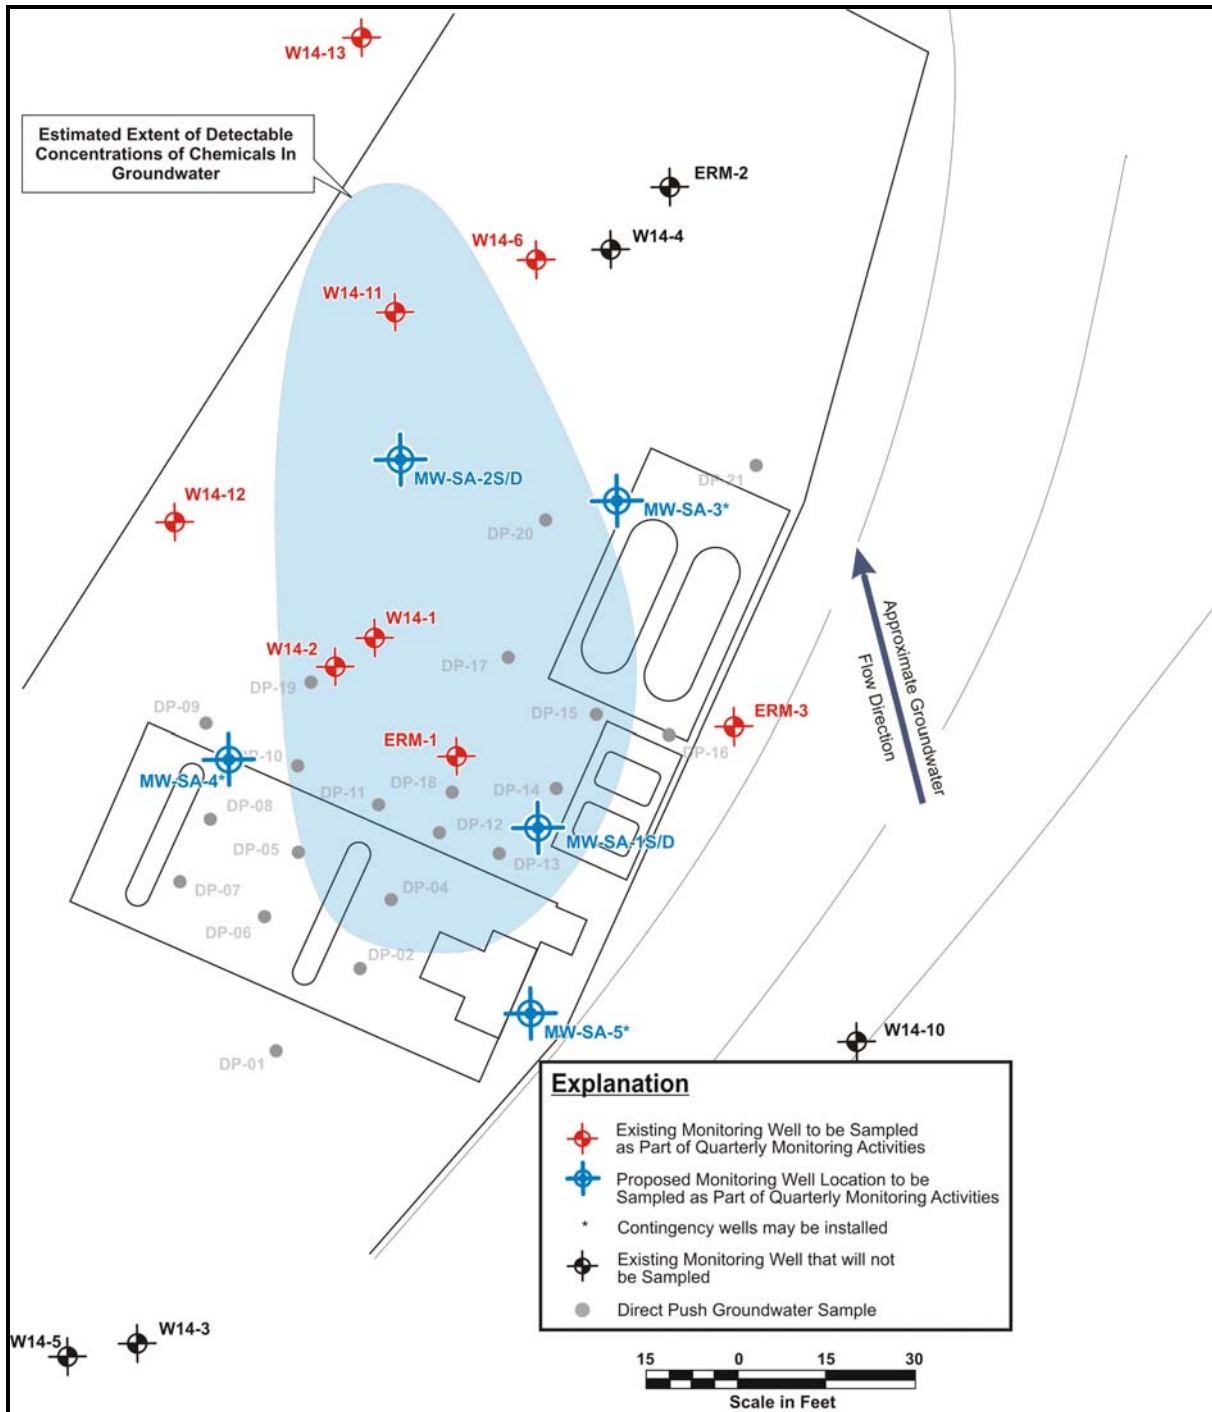 W14-13
Estimated Extent of Detectable
Concentrations of Chemicals In
Groundwater
ERM-2
W14-6
W14-4
W14-11
MW-SA-2S/D
DP-21
W14-12
MW-SA-3*
DP-20
Approximate Groundwater
Flow Direction
W14-1
W14-2
DP-17
DP-19
DP-09
DP-15
ERM-3
ERM-1
DP-16
DP-10
MW-SA-4*
DP-18
DP-14
DP-11
DP-08
DP-12
MW-SA-1S/D
DP-05
DP-13
DP-07
DP-04
DP-06
DP-02
MW-SA-5*
W14-10
DP-01
Explanation
Existing Monitoring Well to be Sampled
as Part of Quarterly Monitoring Activities
Proposed Monitoring Well Location to be
Sampled as Part of Quarterly Monitoring Activities
* Contingency wells may be installed
Existing Monitoring Well that will not
be Sampled
Direct Push Groundwater Sample
W14-5
W14-3
15 0 15 30
Scale in Feet